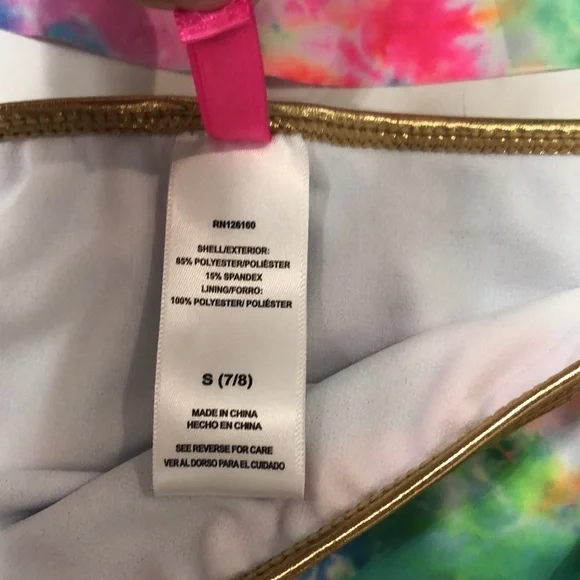 RN126160
SHELL/EXTERIOR:
85% POLYESTER/POLIÉSTER
15% SPANDEX
LINING/FORRO:
100% POLYESTER/ POLIÉSTER
S (7/8)
MADE IN CHINA
HECHO EN CHINA
SEE REVERSE FOR CARE
VER AL DORSO PARA EL CUIDADO